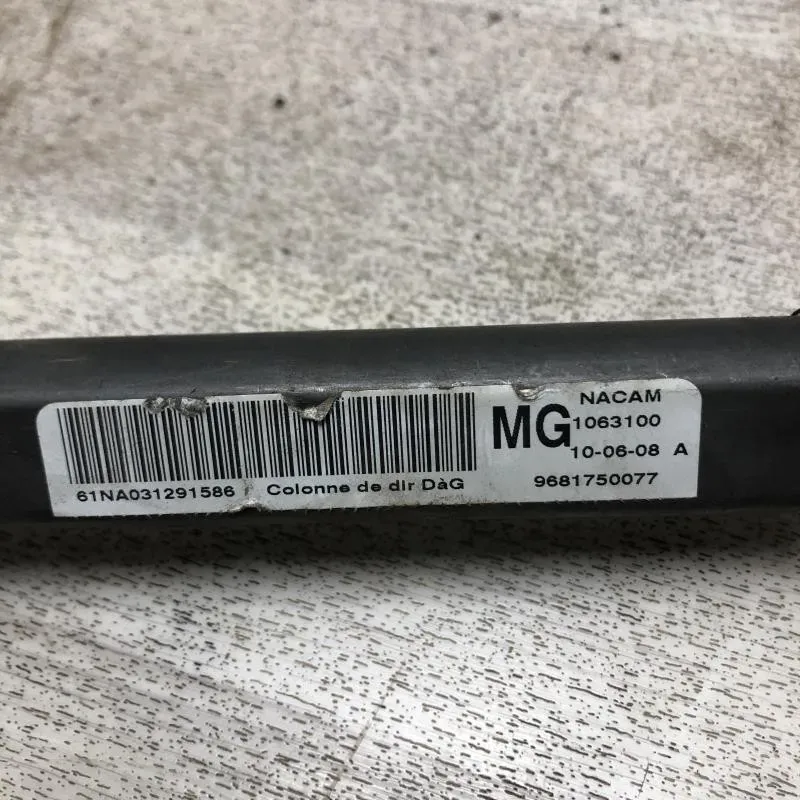 61NA031291586 Colonne de dir DàG
MG
NACAM
1063100
10-06-08 A
9681750077